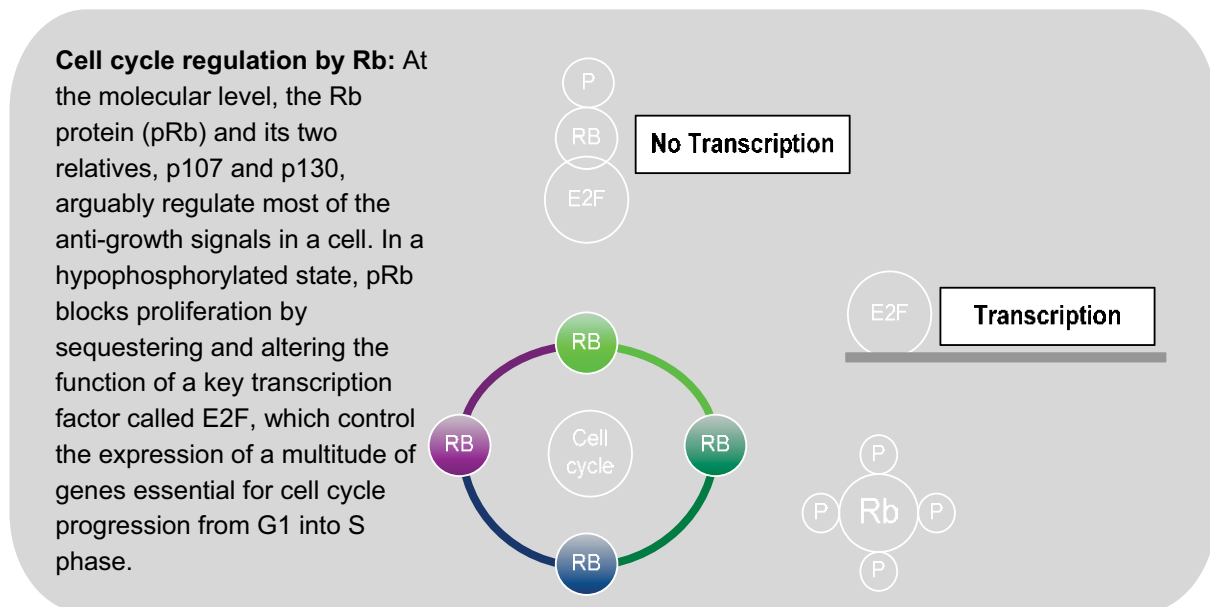 Cell cycle regulation by Rb: At
the molecular level, the Rb
protein (pRb) and its two
relatives, p107 and p130,
arguably regulate most of the
anti-growth signals in a cell. In a
hypophosphorylated state, pRb
blocks proliferation by
sequestering and altering the
function of a key transcription
factor called E2F, which control
the expression of a multitude of
genes essential for cell cycle
progression from G1 into S
phase.
P
RB
E2F
No Transcription
E2F
Transcription
RB
RB
Cell
cycle
RB
RB
P
P
Rb
P
P